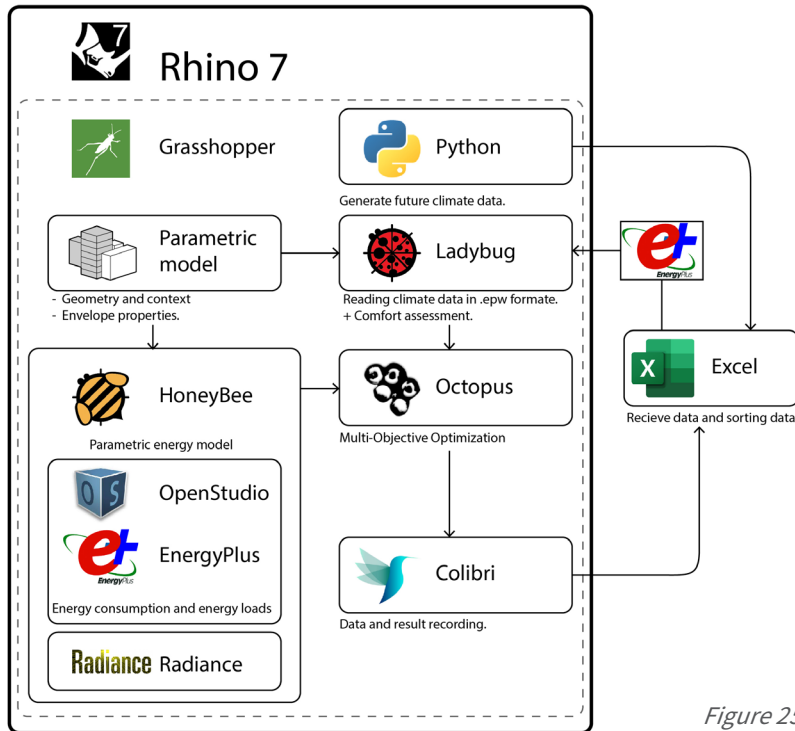 7
Rhino 7
Grasshopper
Python
Generate future climate data.
Parametric
model
- Geometry and context
- Envelope properties.
Ladybug
Reading climate data in .epw formate.
+ Comfort assessment.
e+
EnergyPlus
HoneyBee
Parametric energy model
Octopus
Multi-Objective Optimization
X
Excel
Recieve data and sorting data
OS
OpenStudio
e+
EnergyPlus
EnergyPlus
Energy consumption and energy loads
Colibri
Data and result recording.
Radiance Radiance